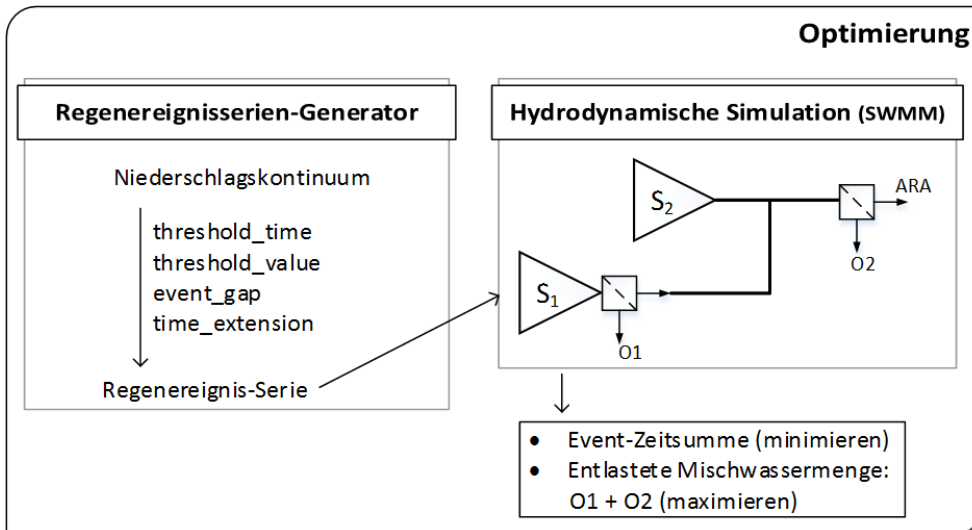 Optimierung
Regenereignisserien-Generator
Niederschlagskontinuum
threshold_time
threshold_value
event_gap
time_extension
Regenereignis-Serie
Hydrodynamische Simulation (SWMM)
S2
ARA
O2
S1
O1
• Event-Zeitsumme (minimieren)
• Entlastete Mischwassermenge:
O1 + O2 (maximieren)